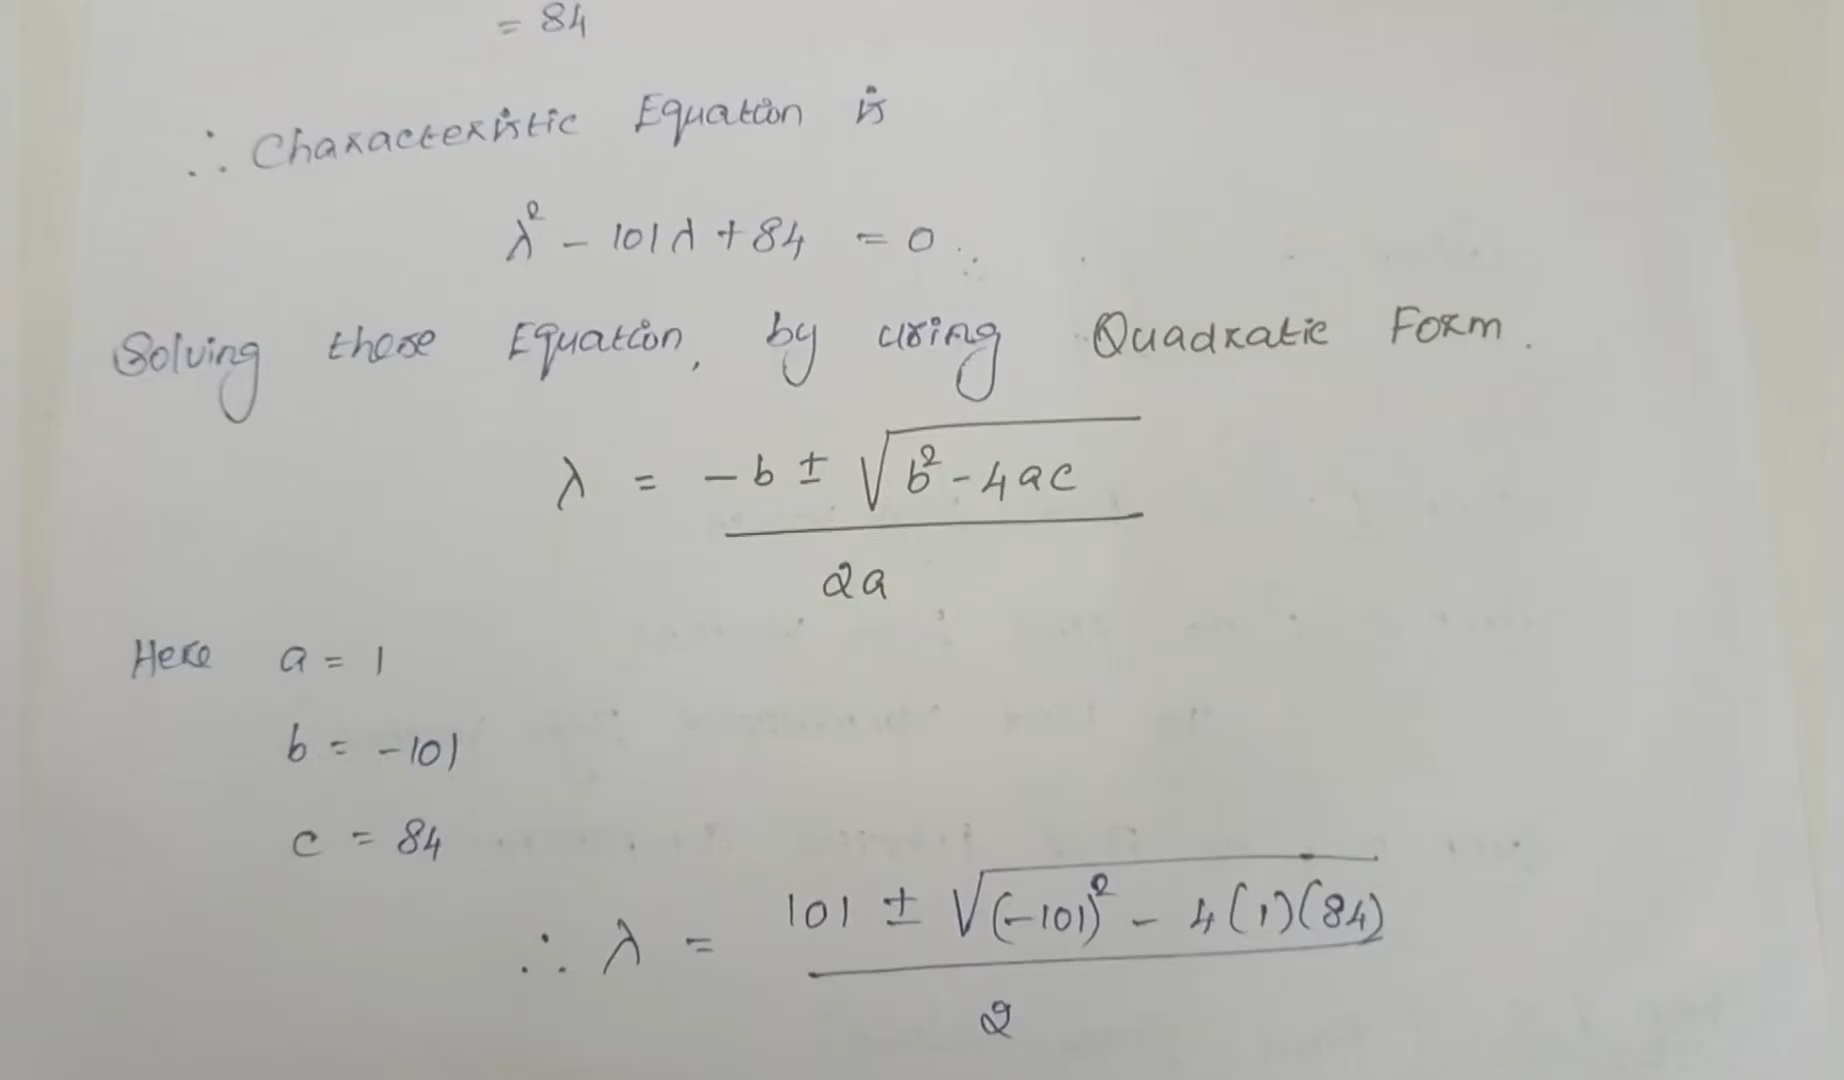 = 84
∴ Characteristic Equation is
λ² - 101λ + 84 = 0
Solving these Equation, by using Quadratic Form.
λ = -b ± √b² - 4ac
2a
Here a = 1
b = -101
c = 84
∴ λ = 101 ± √(-101)² - 4(1)(84)
2